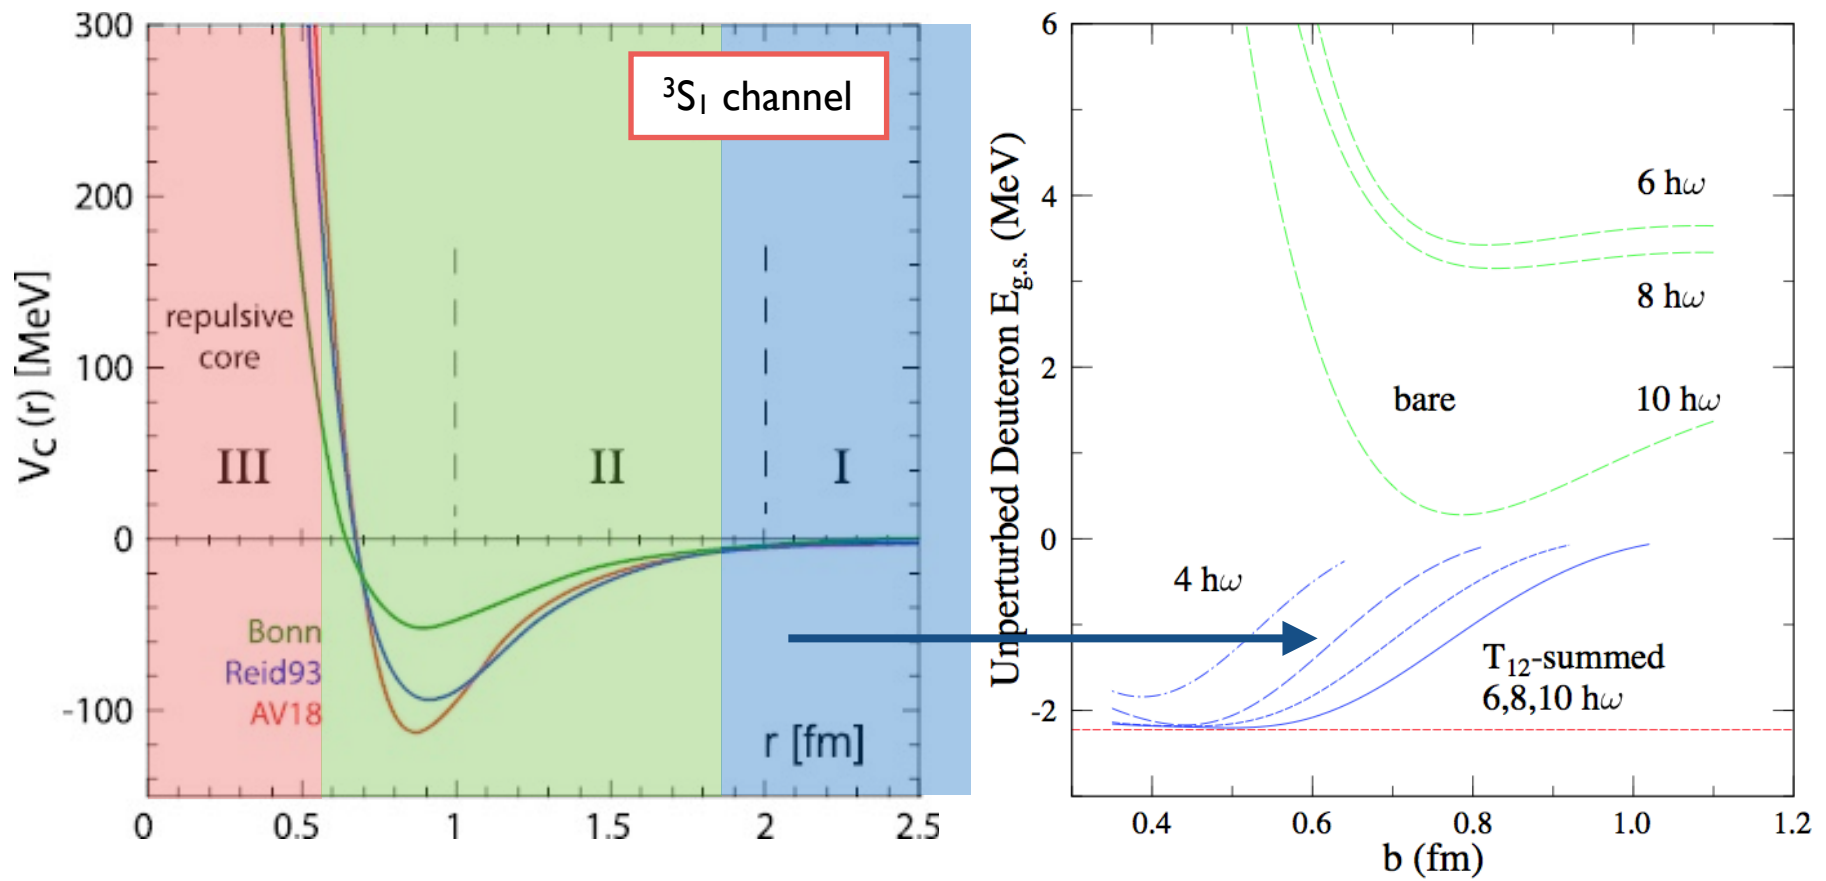 300
200
100
0
-100
V_C (r) [MeV]
³S₁ channel
repulsive
core
III
II
I
Bonn
Reid93
AV18
r [fm]
0
0.5
1
1.5
2
2.5
6
4
2
0
-2
Unperturbed Deuteron E_g.s. (MeV)
6 hω
8 hω
bare
10 hω
4 hω
T₁₂-summed
6,8,10 hω
0.4
0.6
0.8
1.0
1.2
b (fm)